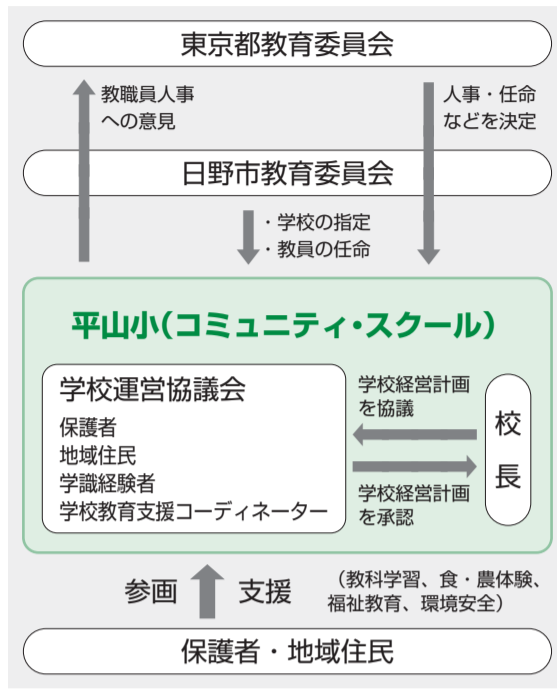 東京都教育委員会
教職員人事
への意見
人事・任命
などを決定
日野市教育委員会
・学校の指定
・教員の任命
平山小（コミュニティ・スクール）
学校運営協議会
保護者
地域住民
学識経験者
学校教育支援コーディネーター
学校経営計画
を協議
学校経営計画
を承認
校
長
参画
支援
（教科学習、食・農体験、
福祉教育、環境安全）
保護者・地域住民